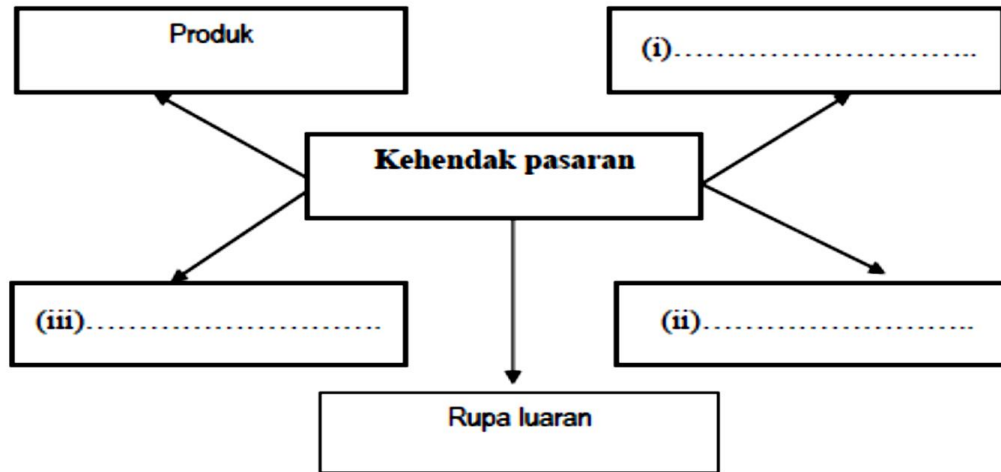 Produk
(i)………………………..
Kehendak pasaran
(iii)……………………….
(ii)……………………..
Rupa luaran